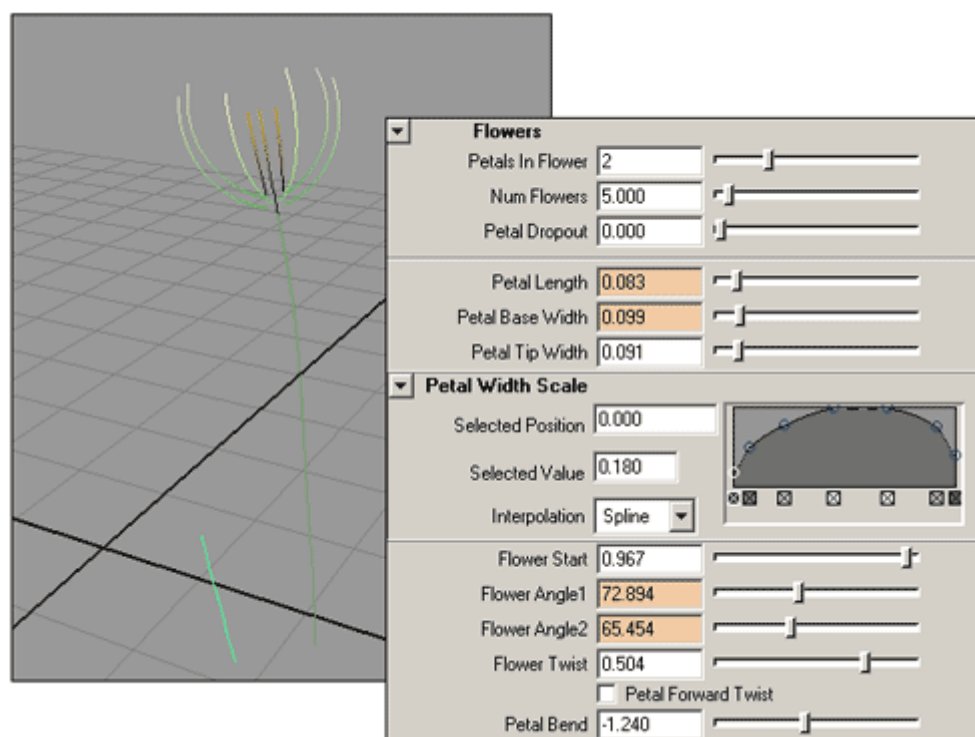 Flowers
Petals In Flower 2
Num Flowers 5.000
Petal Dropout 0.000
Petal Length 0.083
Petal Base Width 0.099
Petal Tip Width 0.091
Petal Width Scale
Selected Position 0.000
Selected Value 0.180
Interpolation Spline
Flower Start 0.967
Flower Angle1 72.894
Flower Angle2 65.454
Flower Twist 0.504
Petal Forward Twist
Petal Bend -1.240